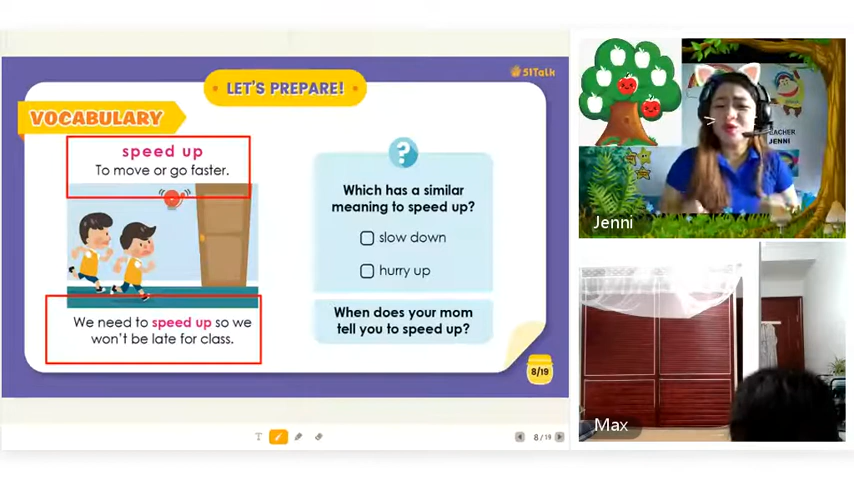 LET'S PREPARE!
51Talk
VOCABULARY
speed up
To move or go faster.
We need to speed up so we
won't be late for class.
?
Which has a similar
meaning to speed up?
slow down
hurry up
When does your mom
tell you to speed up?
8/19
T
8/19
TEACHER
JENNI
Jenni
Max